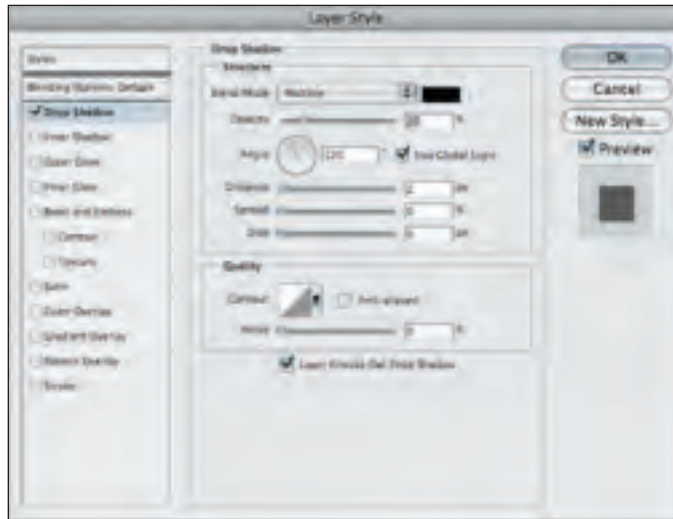 Layer Style
Styles
Blending Options: Default
Drop Shadow
Inner Shadow
Outer Glow
Inner Glow
Bevel and Emboss
Contour
Texture
Satin
Color Overlay
Gradient Overlay
Pattern Overlay
Stroke
Drop Shadow
Structure
Blend Mode: Multiply
Opacity: %
Angle: 120 ° Use Global Light
Distance: px
Spread: %
Size: px
Quality
Contour: Anti-aliased
Noise: %
Layer Knocks Out Drop Shadow
OK
Cancel
New Style...
Preview